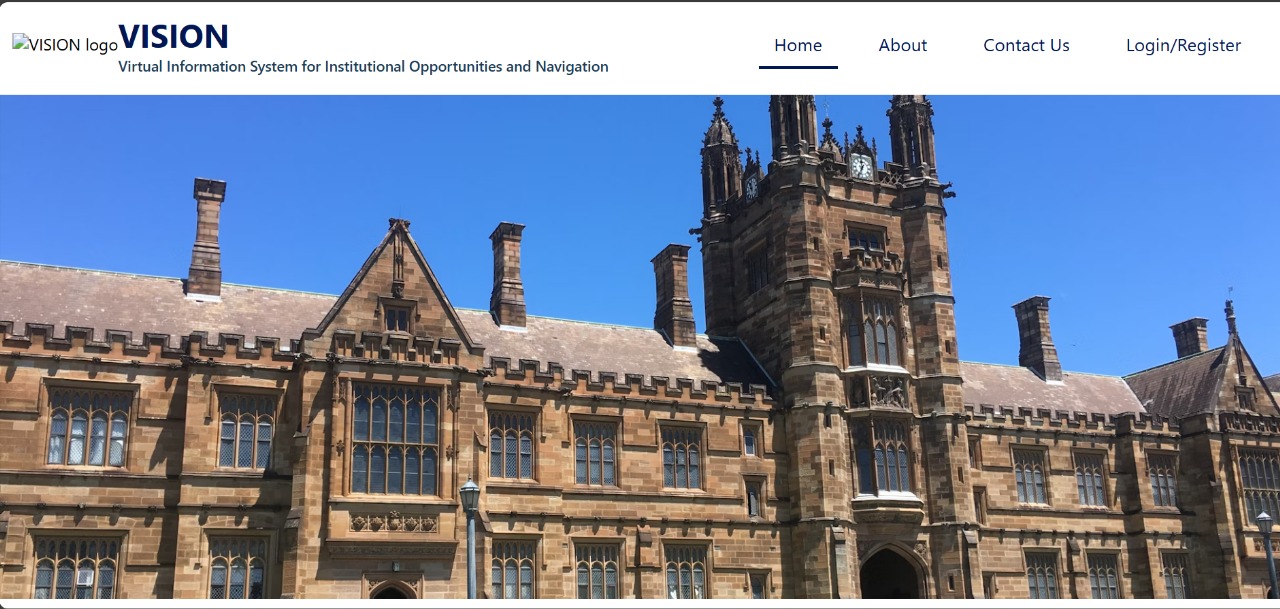 VISION logo
VISION
Virtual Information System for Institutional Opportunities and Navigation
Home About Contact Us Login/Register